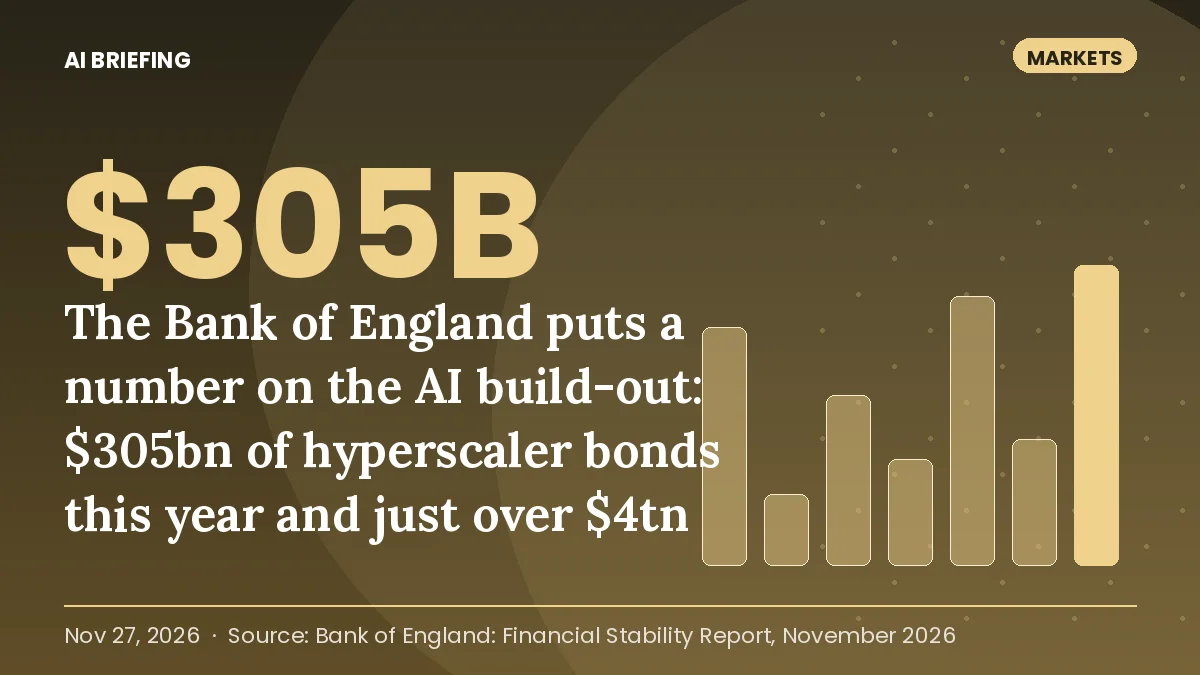 AI BRIEFING
MARKETS
$305B
The Bank of England puts a
number on the AI build-out:
$305bn of hyperscaler bonds
this year and just over $4tn
Nov 27, 2026 · Source: Bank of England: Financial Stability Report, November 2026